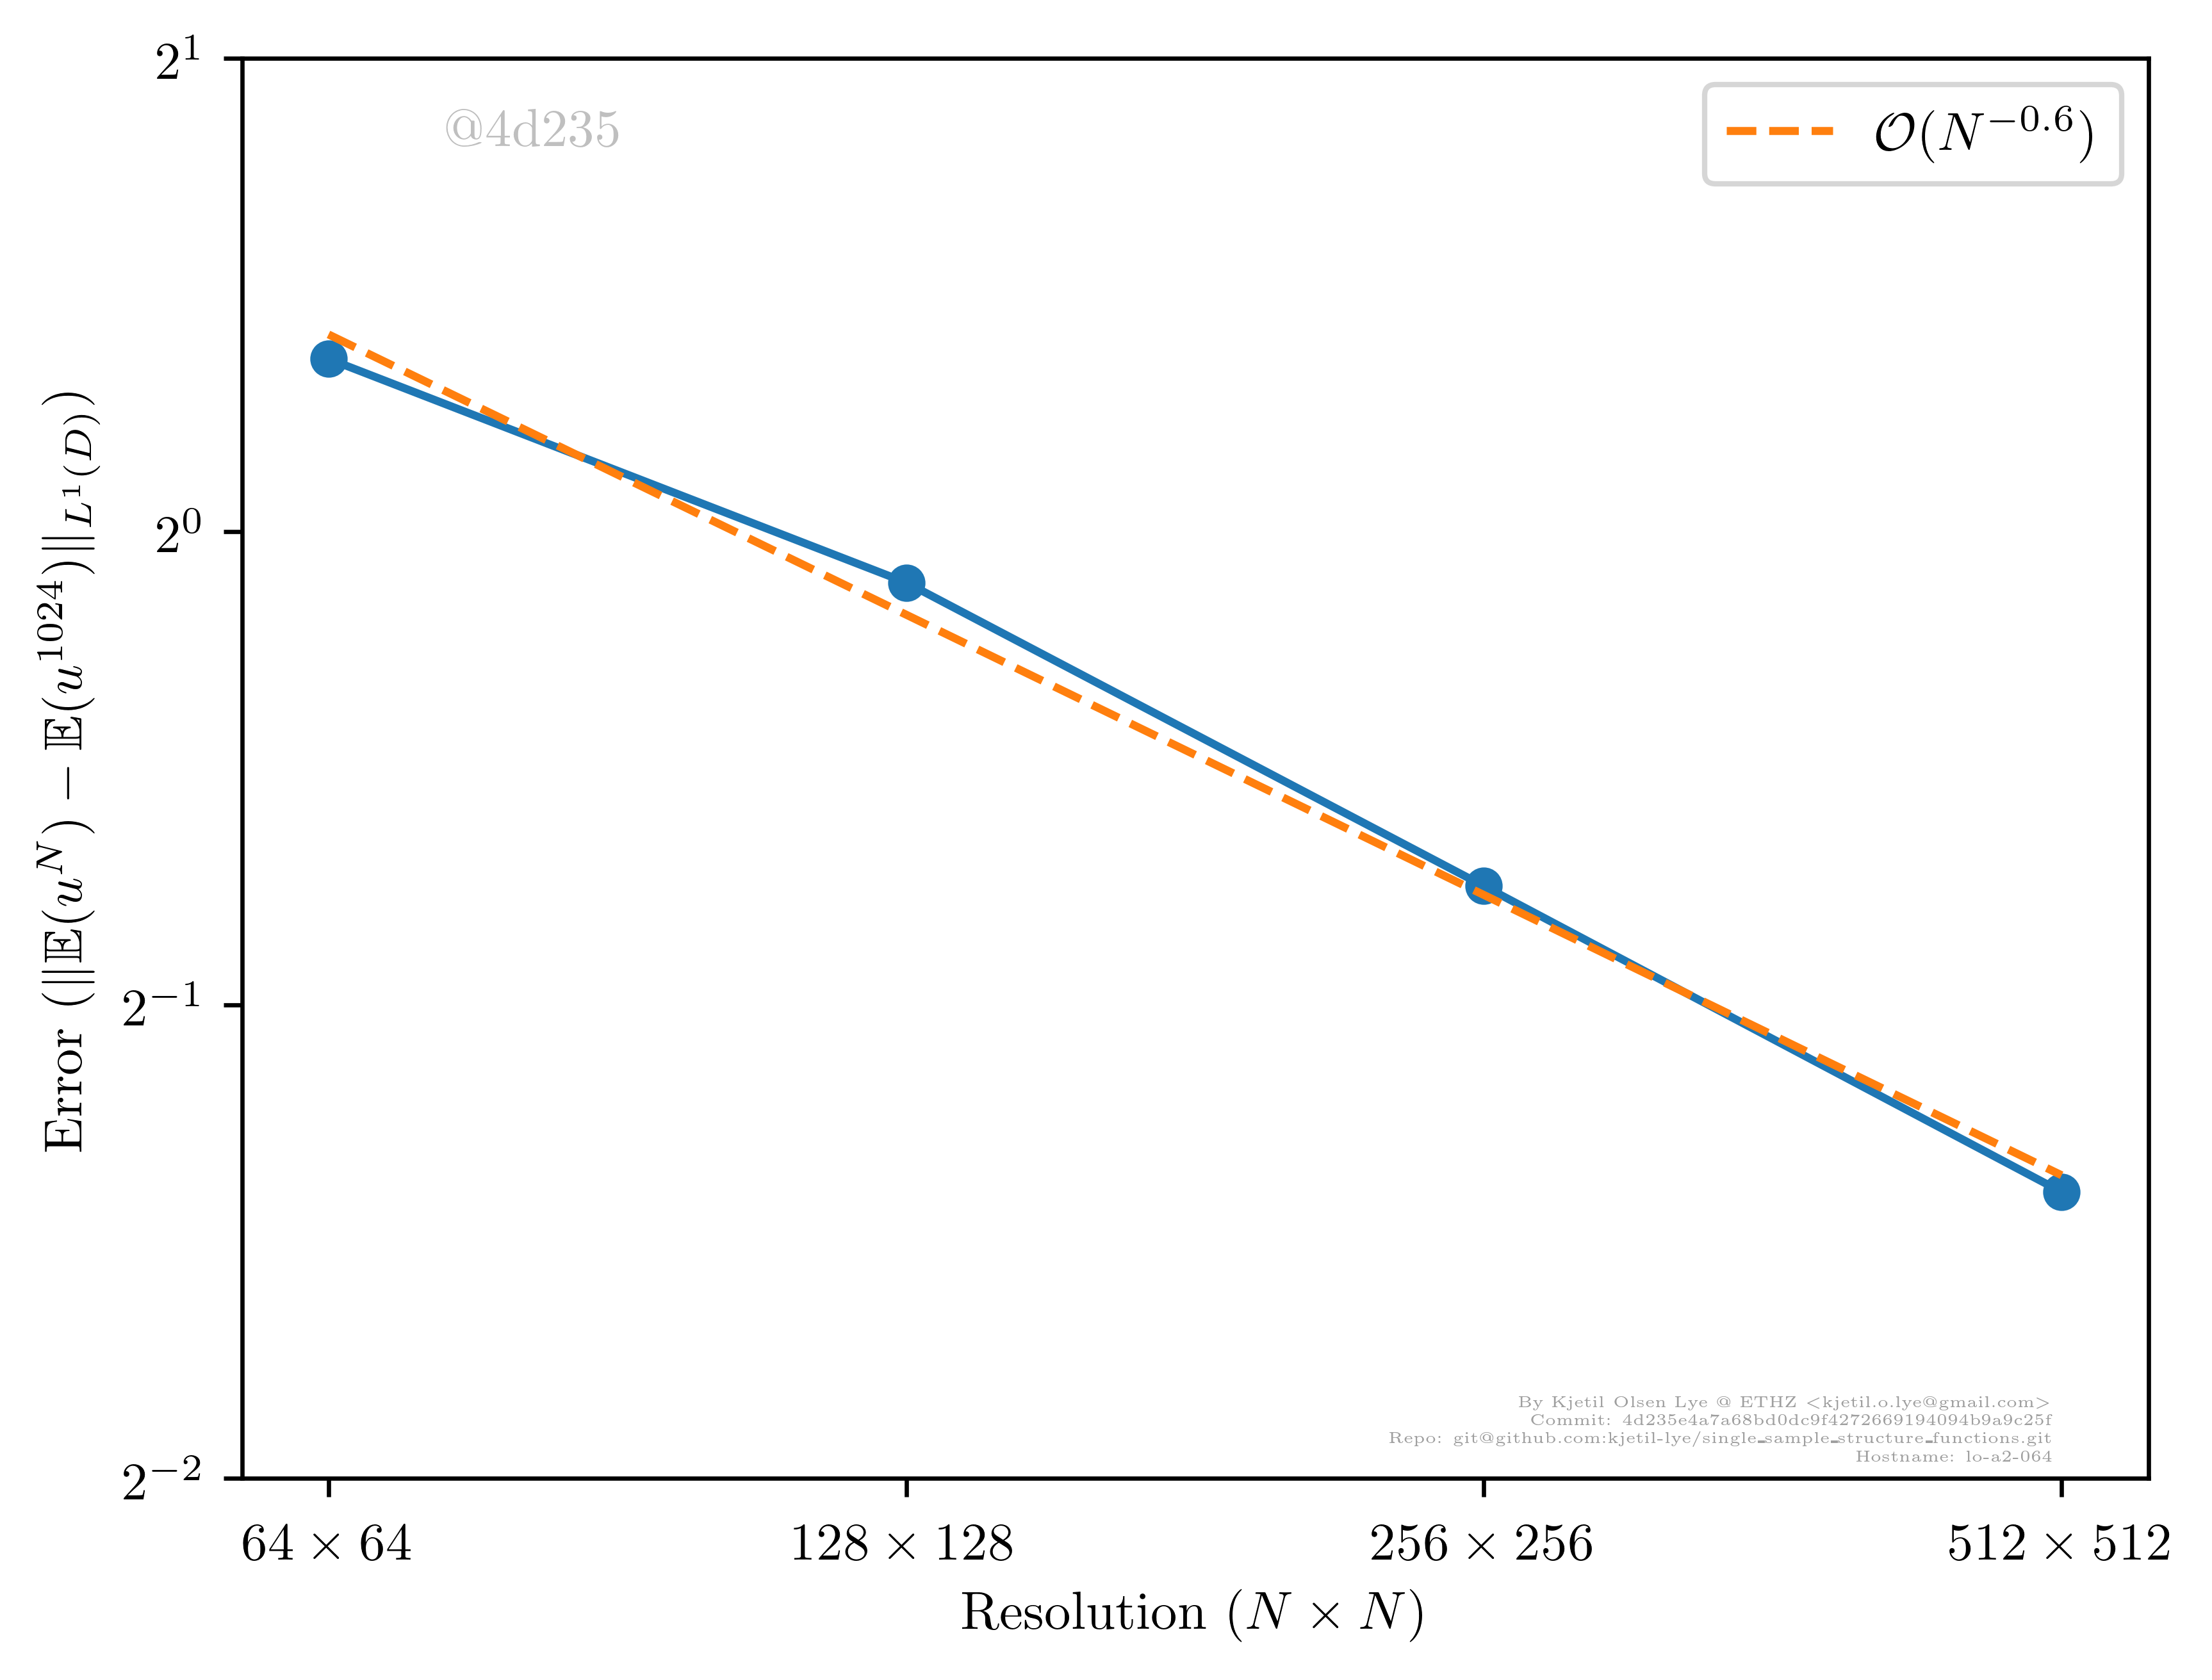 2^1
@4d235
O(N^{-0.6})
2^0
2^{-1}
2^{-2}
Error (||𝔼(u^N) − 𝔼(u^{1024})||_{L^1(D)})
By Kjetil Olsen Lye @ ETHZ <kjetil.o.lye@gmail.com>
Commit: 4d235e4a7a68bd0dc9f4272669194094b9a9c25f
Repo: git@github.com:kjetil-lye/single_sample_structure_functions.git
Hostname: lo-a2-064
64 × 64 128 × 128 256 × 256 512 × 512
Resolution (N × N)